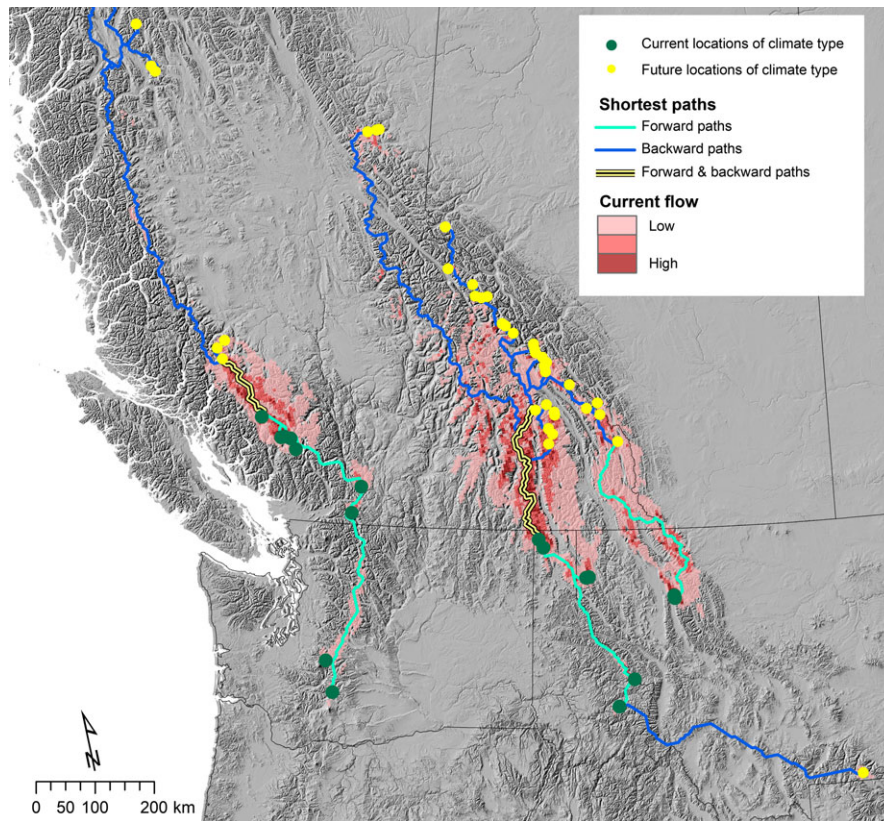 Current locations of climate type
Future locations of climate type
Shortest paths
Forward paths
Backward paths
Forward & backward paths
Current flow
Low
High
N
0 50 100 200 km